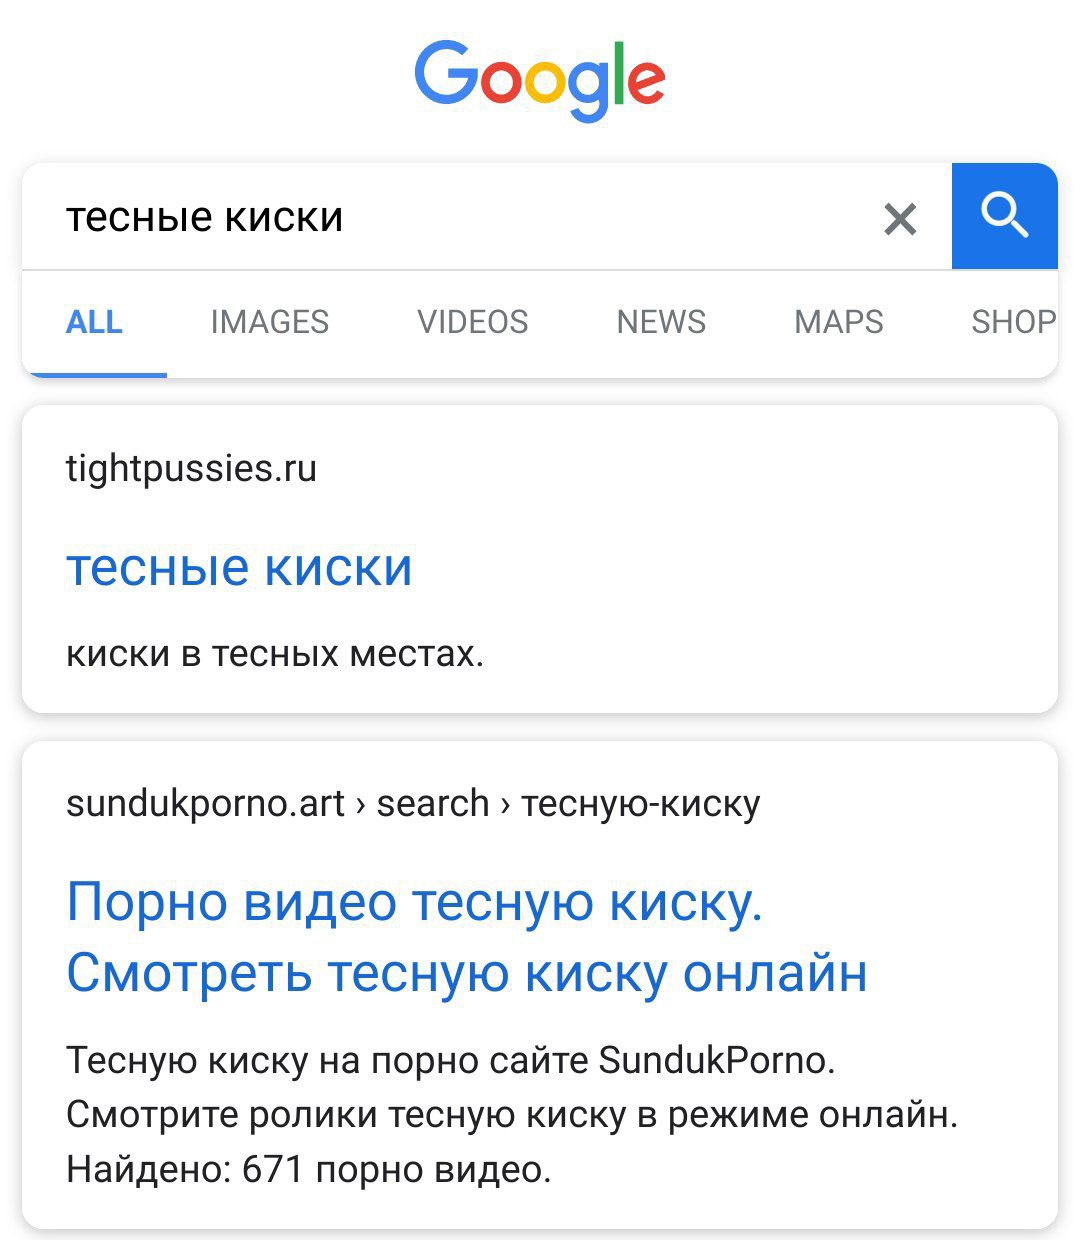 Google
тесные киски
ALL IMAGES VIDEOS NEWS MAPS SHOP
tightpussies.ru
тесные киски
киски в тесных местах.
sundukporno.art › search › тесную-киску
Порно видео тесную киску.
Смотреть тесную киску онлайн
Тесную киску на порно сайте SundukPorno.
Смотрите ролики тесную киску в режиме онлайн.
Найдено: 671 порно видео.